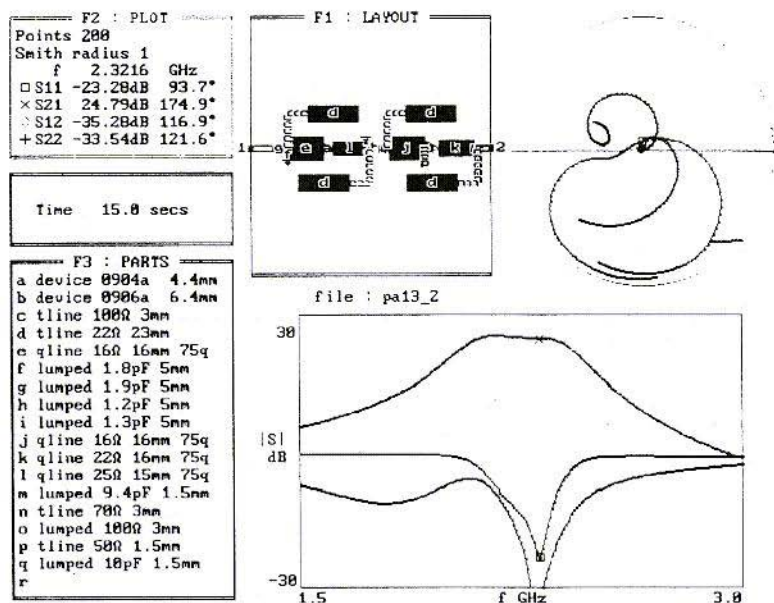 F2 : PLOT
Points 200
Smith radius 1
f 2.3216 GHz
□ S11 -23.28dB 93.7°
× S21 24.79dB 174.9°
◇ S12 -35.28dB 116.9°
+ S22 -33.54dB 121.6°
Time 15.0 secs
F3 : PARTS
a device 0904a 4.4mm
b device 0906a 6.4mm
c tline 100Ω 3mm
d tline 22Ω 23mm
e qline 16Ω 16mm 75q
f lumped 1.8pF 5mm
g lumped 1.9pF 5mm
h lumped 1.2pF 5mm
i lumped 1.3pF 5mm
j qline 16Ω 16mm 75q
k qline 22Ω 16mm 75q
l qline 25Ω 15mm 75q
m lumped 9.4pF 1.5mm
n tline 70Ω 3mm
o lumped 100Ω 3mm
p tline 50Ω 1.5mm
q lumped 10pF 1.5mm
r
F1 : LAYOUT
d d
1 e l j k 2
d d
file : pa13_2
30
|S|
dB
-30
1.5 f GHz 3.0